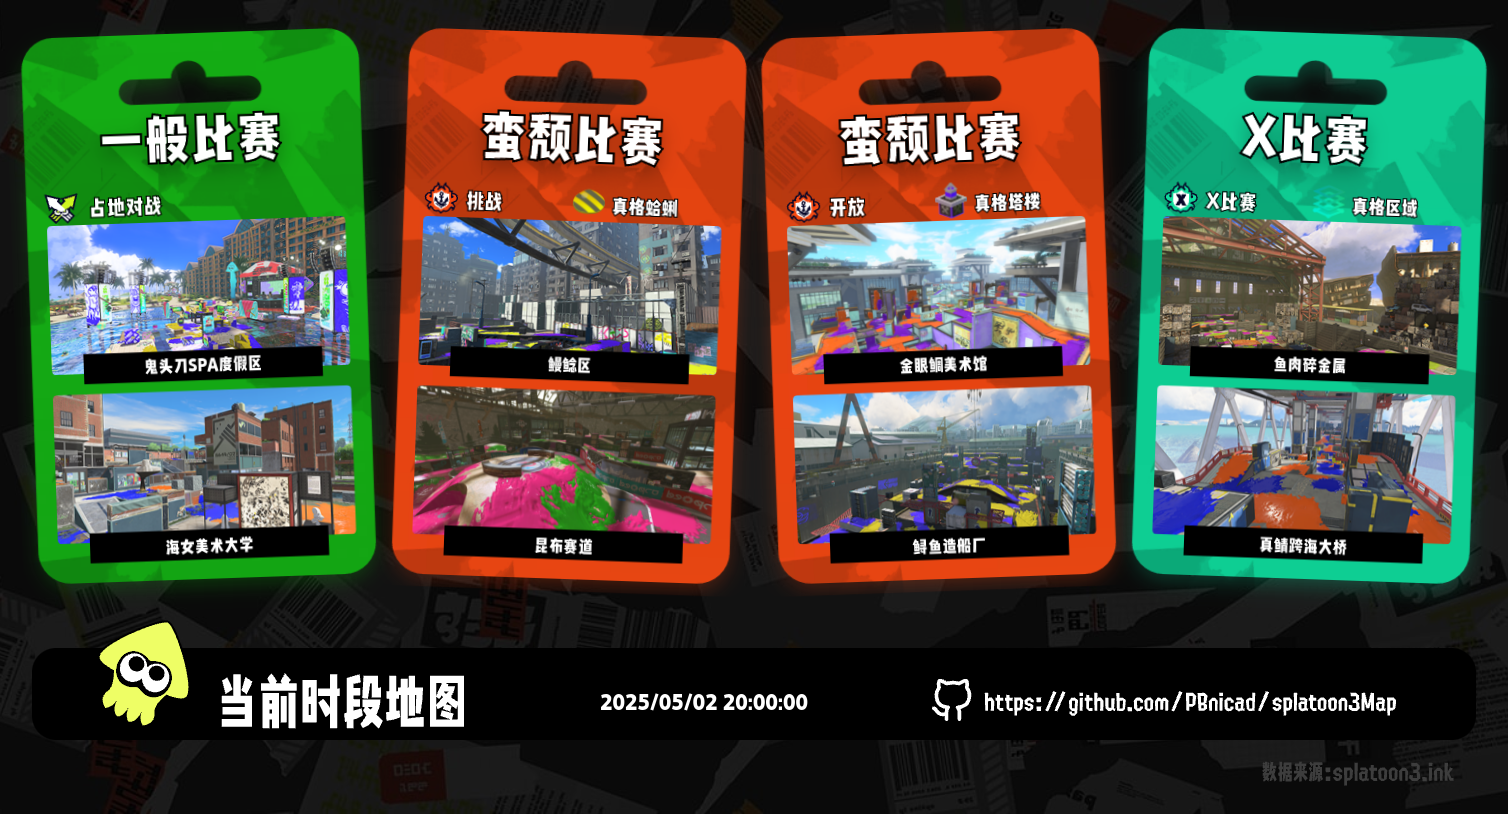 一般比赛
占地对战
鬼头刀SPA度假区
海女美术大学
蛮颓比赛
挑战
真格蛤蜊
鳗鲶区
昆布赛道
蛮颓比赛
开放
真格塔楼
金眼鲷美术馆
鲟鱼造船厂
X比赛
X比赛
真格区域
鱼肉碎金属
真鲭跨海大桥
当前时段地图
2025/05/02 20:00:00
https://github.com/PBnicad/splatoon3Map
数据来源:splatoon3.ink